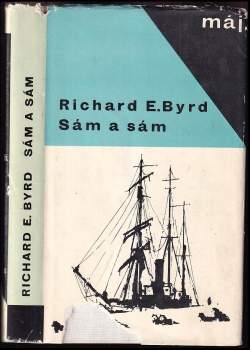 máj
Richard E. Byrd
Sám a sám
RICHARD E. BYRD SÁM A SÁM